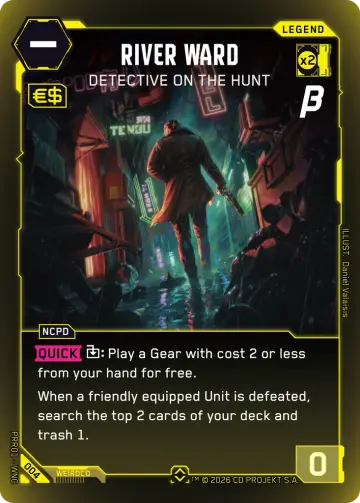 LEGEND
RIVER WARD
DETECTIVE ON THE HUNT
x2
€$
β
TENGU
ILLUST. Daniel Valaisis
NCPD
QUICK: Play a Gear with cost 2 or less
from your hand for free.
When a friendly equipped Unit is defeated,
search the top 2 cards of your deck and
trash 1.
0
004
WEIRDCO
™ © 2026 CD PROJEKT S.A.